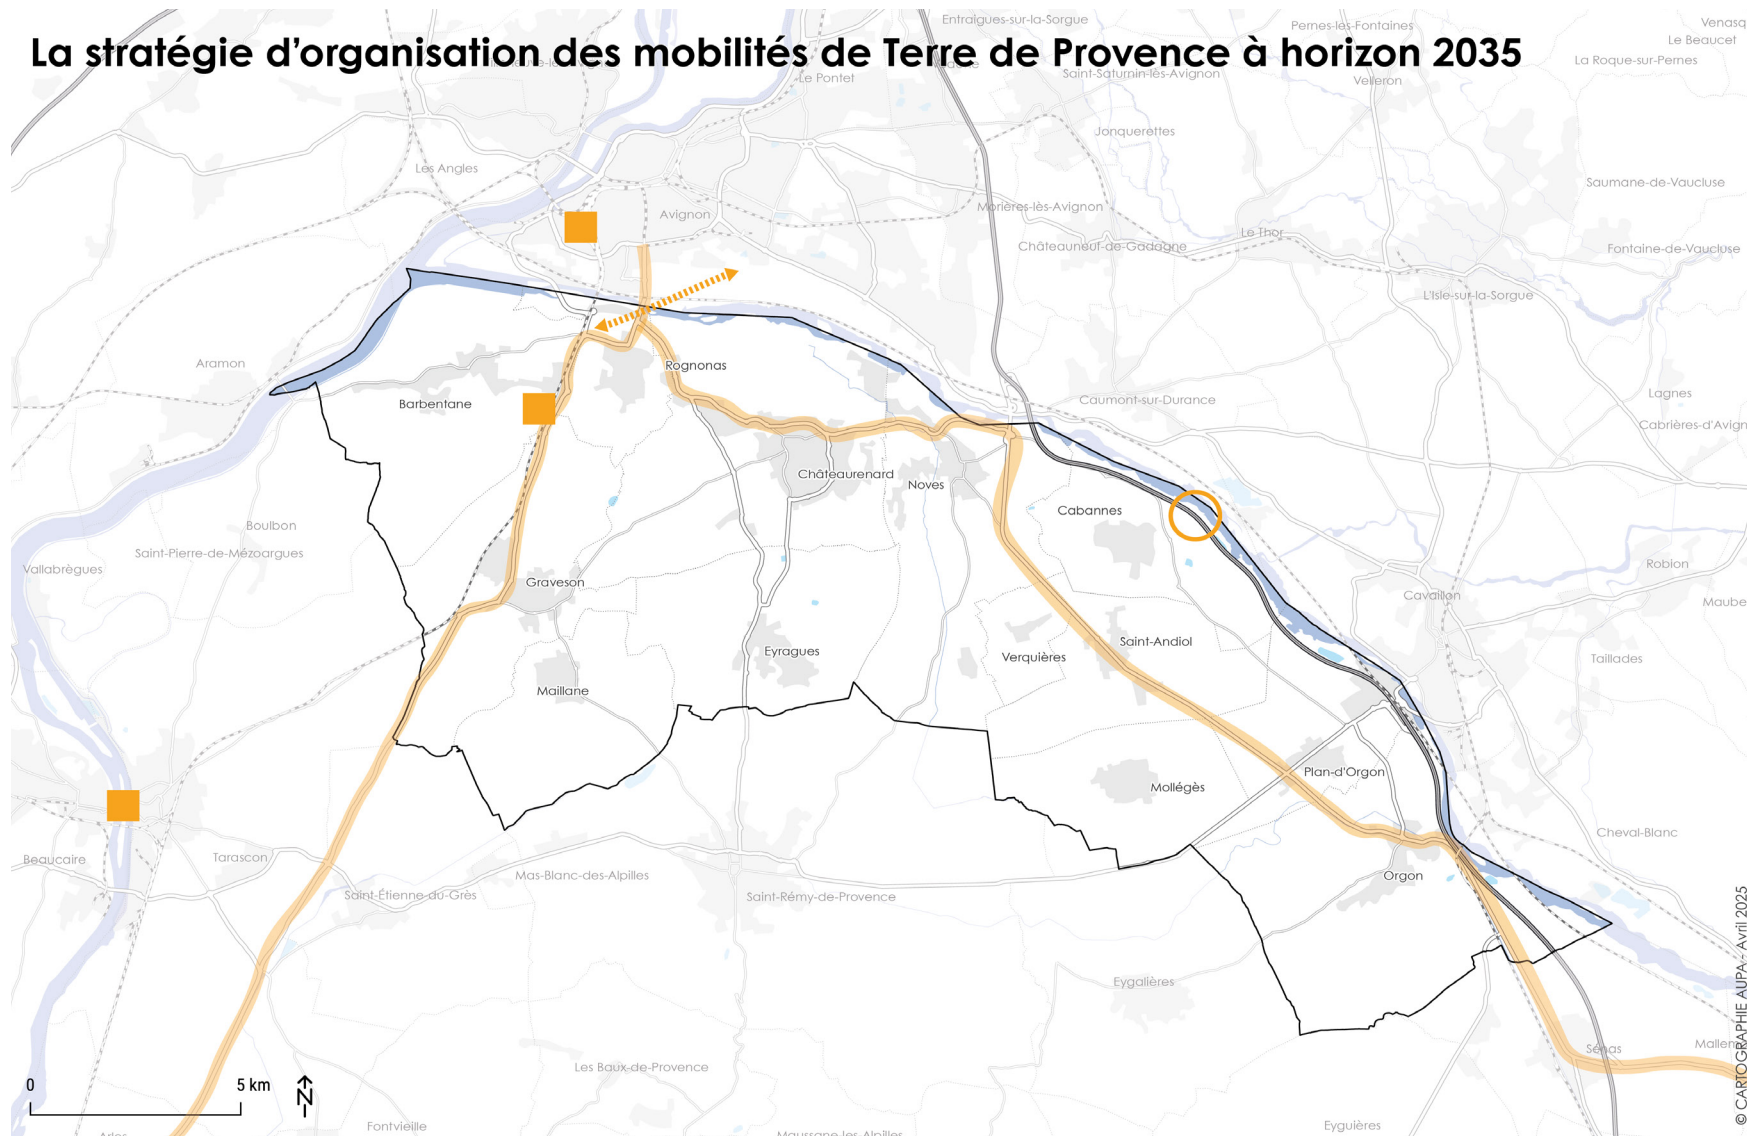 Entraigues-sur-la-Sorgue
Pernes-les-Fontaines
Venasq
Le Beaucet
La stratégie d'organisation des mobilités de Terre de Provence à horizon 2035
La Roque-sur-Pernes
Le Pontet
Saint-Saturnin-lès-Avignon
Velleron
Jonquerettes
Les Angles
Saumane-de-Vaucluse
Morières-lès-Avignon
Avignon
Le Thor
Châteauneuf-de-Gadagne
Fontaine-de-Vaucluse
L'Isle-sur-la-Sorgue
Aramon
Rognonas
Lagnes
Barbentane
Caumont-sur-Durance
Cabrières-d'Avign
Châteaurenard
Noves
Cabannes
Boulbon
Saint-Pierre-de-Mézoargues
Vallabrègues
Robion
Graveson
Cavaillon
Maube
Saint-Andiol
Eyragues
Verquières
Taillades
Maillane
Plan-d'Orgon
Mollégès
Cheval-Blanc
Beaucaire
Tarascon
Mas-Blanc-des-Alpilles
Orgon
Saint-Étienne-du-Grès
Saint-Rémy-de-Provence
Eygalières
Sénas
Mallem
Les Baux-de-Provence
0
5 km
N
Fontvieille
Eyguières
Arles
Maussane-les-Alpilles
© CARTOGRAPHIE AUPA - Avril 2025